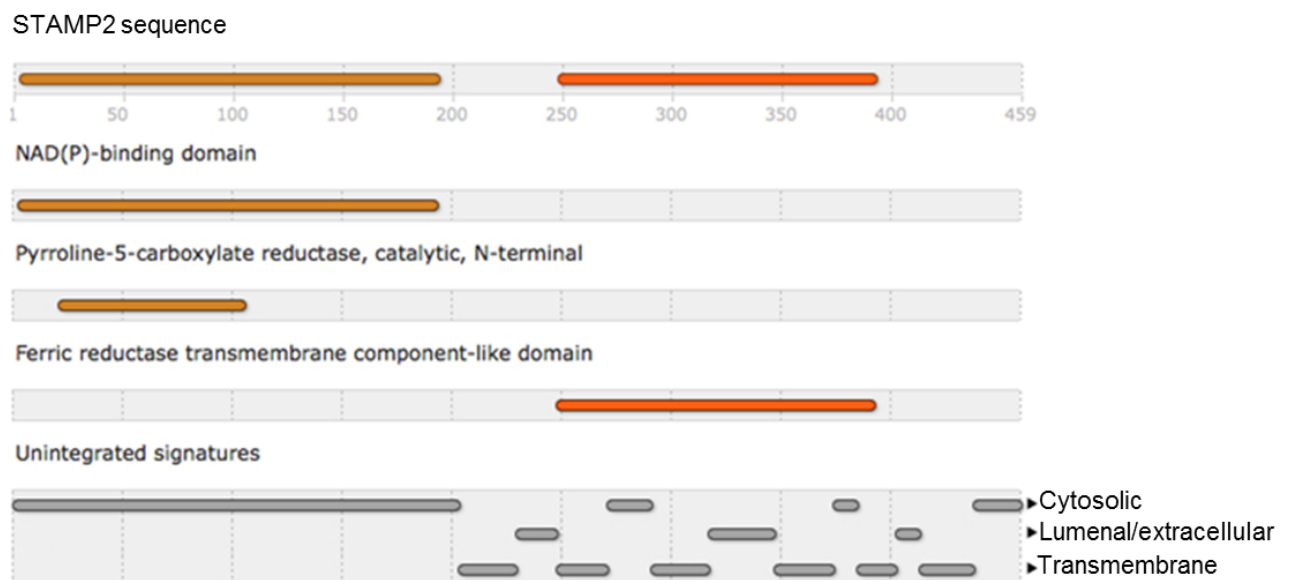 STAMP2 sequence
1 50 100 150 200 250 300 350 400 459
NAD(P)-binding domain
Pyrroline-5-carboxylate reductase, catalytic, N-terminal
Ferric reductase transmembrane component-like domain
Unintegrated signatures
Cytosolic
Lumenal/extracellular
Transmembrane